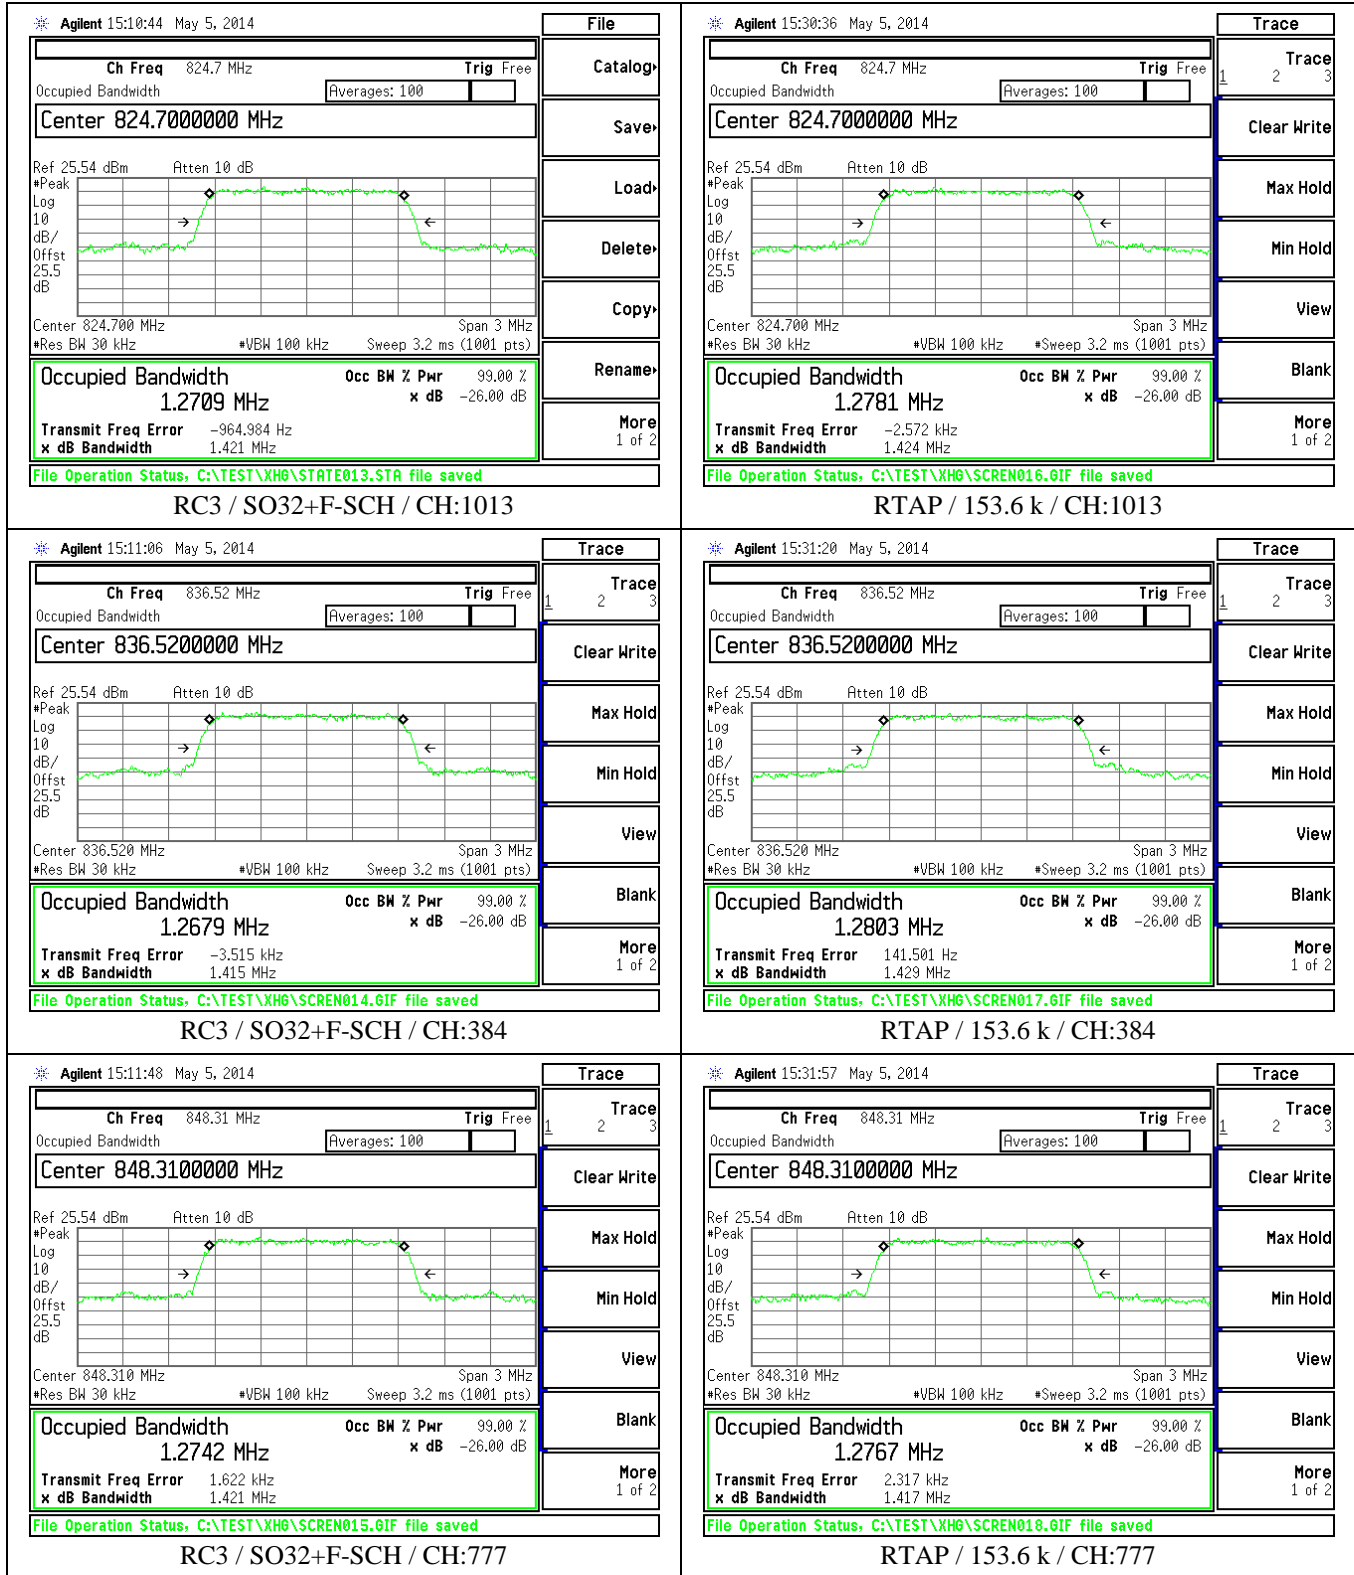 Agilent 15:10:44 May 5, 2014
File
Ch Freq 824.7 MHz Trig Free
Occupied Bandwidth Averages: 100
Center 824.7000000 MHz
Ref 25.54 dBm Atten 10 dB
#Peak
Log
10
dB/
Offst
25.5
dB
Center 824.700 MHz Span 3 MHz
#Res BW 30 kHz #VBW 100 kHz Sweep 3.2 ms (1001 pts)
Occupied Bandwidth Occ BW % Pwr 99.00 %
1.2709 MHz x dB -26.00 dB
Transmit Freq Error -964.984 Hz
x dB Bandwidth 1.421 MHz
File Operation Status, C:\TEST\XHG\STATE013.STA file saved
Catalog
Save
Load
Delete
Copy
Rename
More
1 of 2
RC3 / SO32+F-SCH / CH:1013
Agilent 15:30:36 May 5, 2014
Trace
Ch Freq 824.7 MHz Trig Free
Occupied Bandwidth Averages: 100
Center 824.7000000 MHz
Ref 25.54 dBm Atten 10 dB
#Peak
Log
10
dB/
Offst
25.5
dB
Center 824.700 MHz Span 3 MHz
#Res BW 30 kHz #VBW 100 kHz #Sweep 3.2 ms (1001 pts)
Occupied Bandwidth Occ BW % Pwr 99.00 %
1.2781 MHz x dB -26.00 dB
Transmit Freq Error -2.572 kHz
x dB Bandwidth 1.424 MHz
File Operation Status, C:\TEST\XHG\SCREN016.GIF file saved
Trace
1 2 3
Clear Write
Max Hold
Min Hold
View
Blank
More
1 of 2
RTAP / 153.6 k / CH:1013
Agilent 15:11:06 May 5, 2014
Trace
Ch Freq 836.52 MHz Trig Free
Occupied Bandwidth Averages: 100
Center 836.5200000 MHz
Ref 25.54 dBm Atten 10 dB
#Peak
Log
10
dB/
Offst
25.5
dB
Center 836.520 MHz Span 3 MHz
#Res BW 30 kHz #VBW 100 kHz Sweep 3.2 ms (1001 pts)
Occupied Bandwidth Occ BW % Pwr 99.00 %
1.2679 MHz x dB -26.00 dB
Transmit Freq Error -3.515 kHz
x dB Bandwidth 1.415 MHz
File Operation Status, C:\TEST\XHG\SCREN014.GIF file saved
Trace
1 2 3
Clear Write
Max Hold
Min Hold
View
Blank
More
1 of 2
RC3 / SO32+F-SCH / CH:384
Agilent 15:31:20 May 5, 2014
Trace
Ch Freq 836.52 MHz Trig Free
Occupied Bandwidth Averages: 100
Center 836.5200000 MHz
Ref 25.54 dBm Atten 10 dB
#Peak
Log
10
dB/
Offst
25.5
dB
Center 836.520 MHz Span 3 MHz
#Res BW 30 kHz #VBW 100 kHz #Sweep 3.2 ms (1001 pts)
Occupied Bandwidth Occ BW % Pwr 99.00 %
1.2803 MHz x dB -26.00 dB
Transmit Freq Error 141.501 Hz
x dB Bandwidth 1.429 MHz
File Operation Status, C:\TEST\XHG\SCREN017.GIF file saved
Trace
1 2 3
Clear Write
Max Hold
Min Hold
View
Blank
More
1 of 2
RTAP / 153.6 k / CH:384
Agilent 15:11:48 May 5, 2014
Trace
Ch Freq 848.31 MHz Trig Free
Occupied Bandwidth Averages: 100
Center 848.3100000 MHz
Ref 25.54 dBm Atten 10 dB
#Peak
Log
10
dB/
Offst
25.5
dB
Center 848.310 MHz Span 3 MHz
#Res BW 30 kHz #VBW 100 kHz Sweep 3.2 ms (1001 pts)
Occupied Bandwidth Occ BW % Pwr 99.00 %
1.2742 MHz x dB -26.00 dB
Transmit Freq Error 1.622 kHz
x dB Bandwidth 1.421 MHz
File Operation Status, C:\TEST\XHG\SCREN015.GIF file saved
Trace
1 2 3
Clear Write
Max Hold
Min Hold
View
Blank
More
1 of 2
RC3 / SO32+F-SCH / CH:777
Agilent 15:31:57 May 5, 2014
Trace
Ch Freq 848.31 MHz Trig Free
Occupied Bandwidth Averages: 100
Center 848.3100000 MHz
Ref 25.54 dBm Atten 10 dB
#Peak
Log
10
dB/
Offst
25.5
dB
Center 848.310 MHz Span 3 MHz
#Res BW 30 kHz #VBW 100 kHz #Sweep 3.2 ms (1001 pts)
Occupied Bandwidth Occ BW % Pwr 99.00 %
1.2767 MHz x dB -26.00 dB
Transmit Freq Error 2.317 kHz
x dB Bandwidth 1.417 MHz
File Operation Status, C:\TEST\XHG\SCREN018.GIF file saved
Trace
1 2 3
Clear Write
Max Hold
Min Hold
View
Blank
More
1 of 2
RTAP / 153.6 k / CH:777